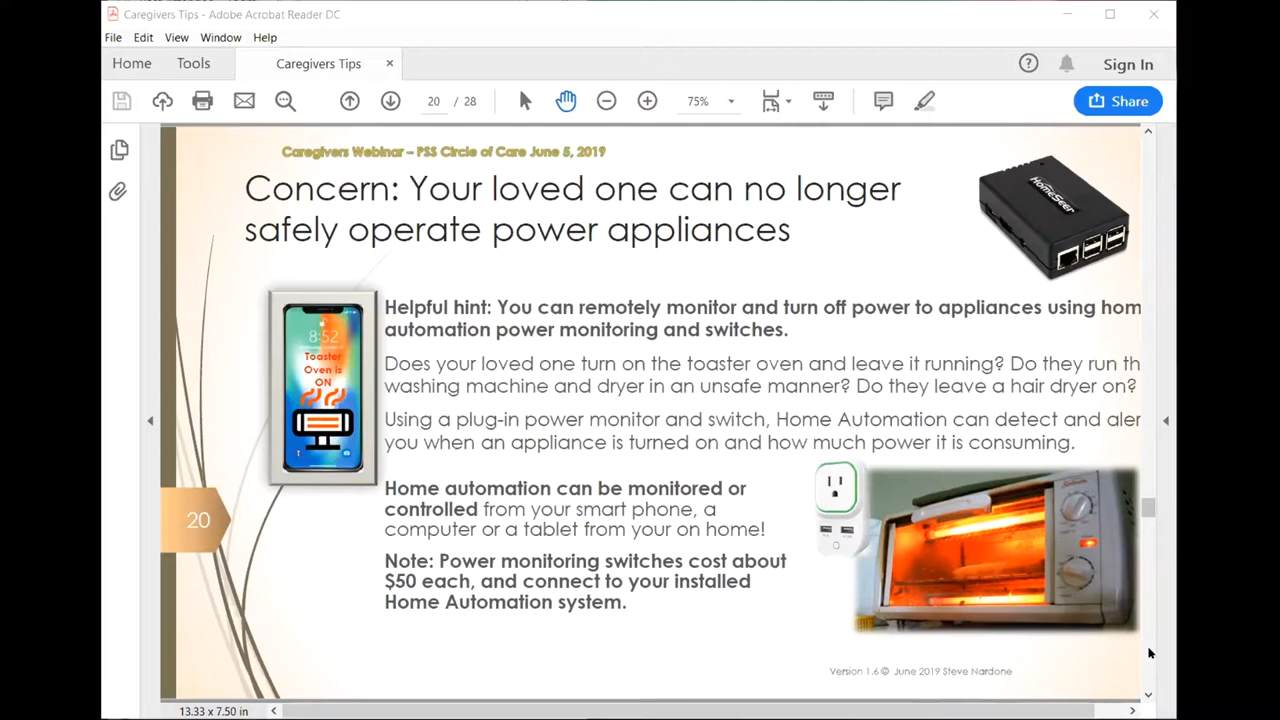 Caregivers Tips - Adobe Acrobat Reader DC
File Edit View Window Help
Home Tools Caregivers Tips × Sign In
20 / 28 75% Share
Caregivers Webinar – PSS Circle of Care June 5, 2019
Concern: Your loved one can no longer
safely operate power appliances
HomeSeer
Helpful hint: You can remotely monitor and turn off power to appliances using hom
automation power monitoring and switches.
8:52
Toaster
Oven is
ON
Does your loved one turn on the toaster oven and leave it running? Do they run th
washing machine and dryer in an unsafe manner? Do they leave a hair dryer on?
Using a plug-in power monitor and switch, Home Automation can detect and aler
you when an appliance is turned on and how much power it is consuming.
Home automation can be monitored or
controlled from your smart phone, a
computer or a tablet from your on home!
20
Note: Power monitoring switches cost about
$50 each, and connect to your installed
Home Automation system.
Version 1.6 © June 2019 Steve Nardone
13.33 x 7.50 in